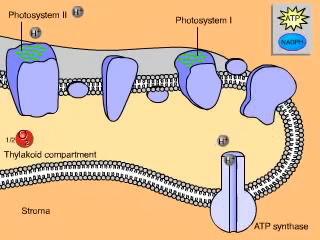 Photosystem II
H+
Photosystem I
ATP
NADPH
H+
1/2 O2
H+
Thylakoid compartment
H+
Stroma
ATP synthase